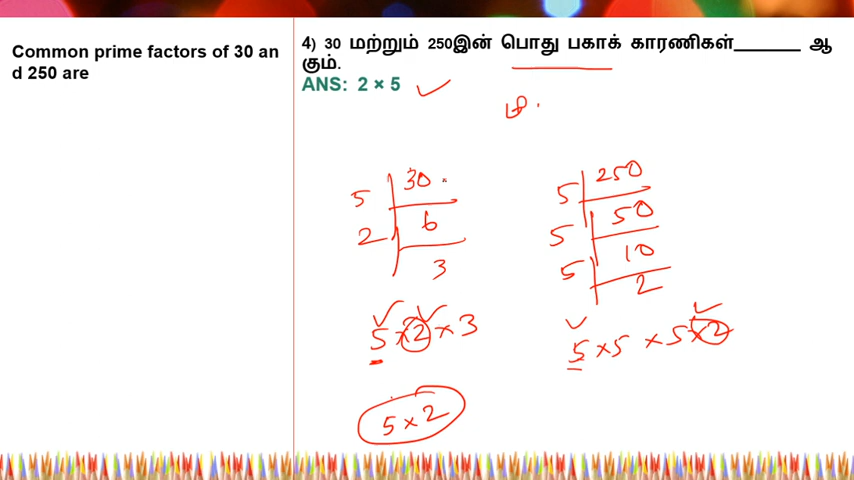 Common prime factors of 30 an
d 250 are
4) 30 மற்றும் 250இன் பொது பகாக் காரணிகள்_______ ஆ
கும்.
ANS: 2 × 5
5 30
2 6
3
5 × 2 × 3
5 × 2
5 250
5 50
5 10
2
5 × 5 × 5 × 2